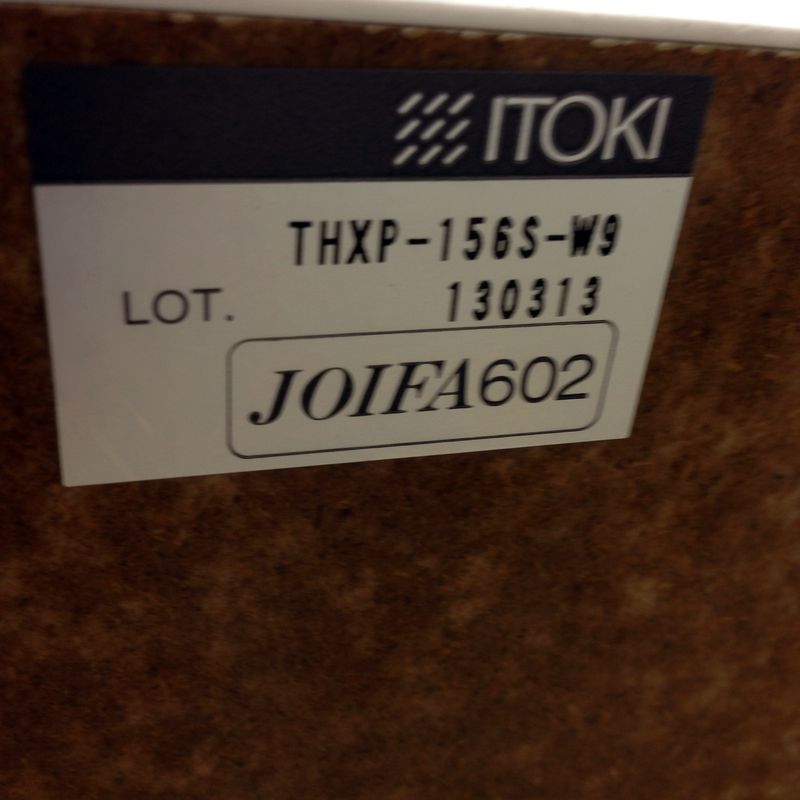 ITOKI
THXP-156S-W9
LOT. 130313
JOIFA602